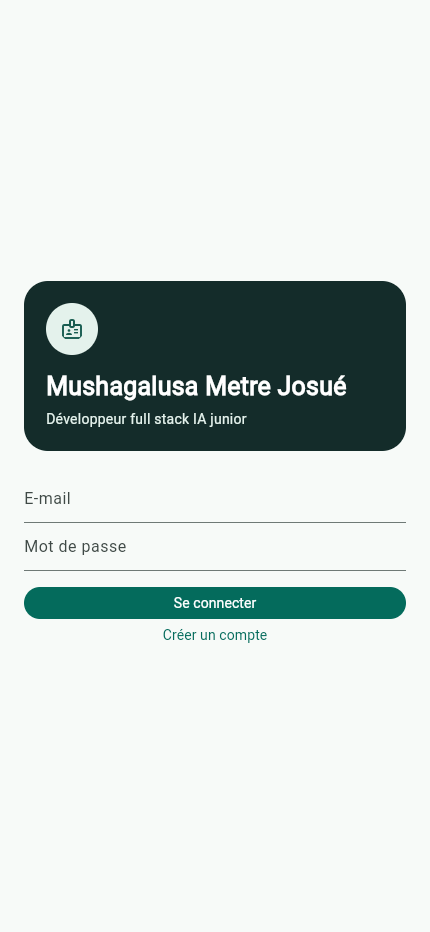 Mushagalusa Metre Josué
Développeur full stack IA junior
E-mail
Mot de passe
Se connecter
Créer un compte